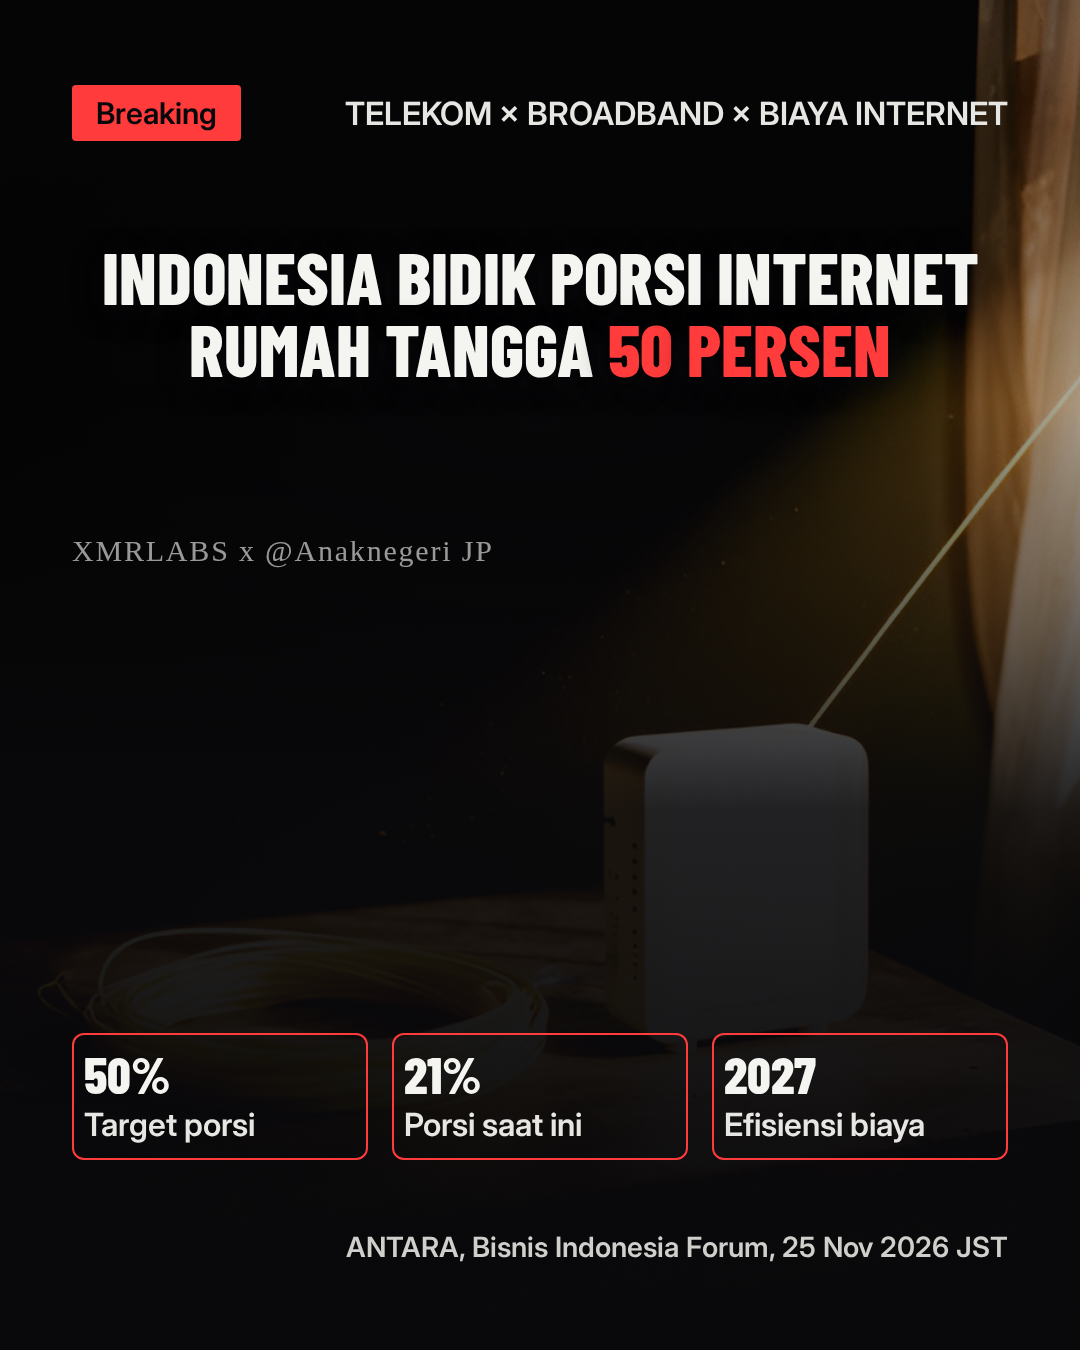 Breaking
TELEKOM × BROADBAND × BIAYA INTERNET
INDONESIA BIDIK PORSI INTERNET
RUMAH TANGGA 50 PERSEN
XMRLABS x @Anaknegeri JP
50%
Target porsi
21%
Porsi saat ini
2027
Efisiensi biaya
ANTARA, Bisnis Indonesia Forum, 25 Nov 2026 JST